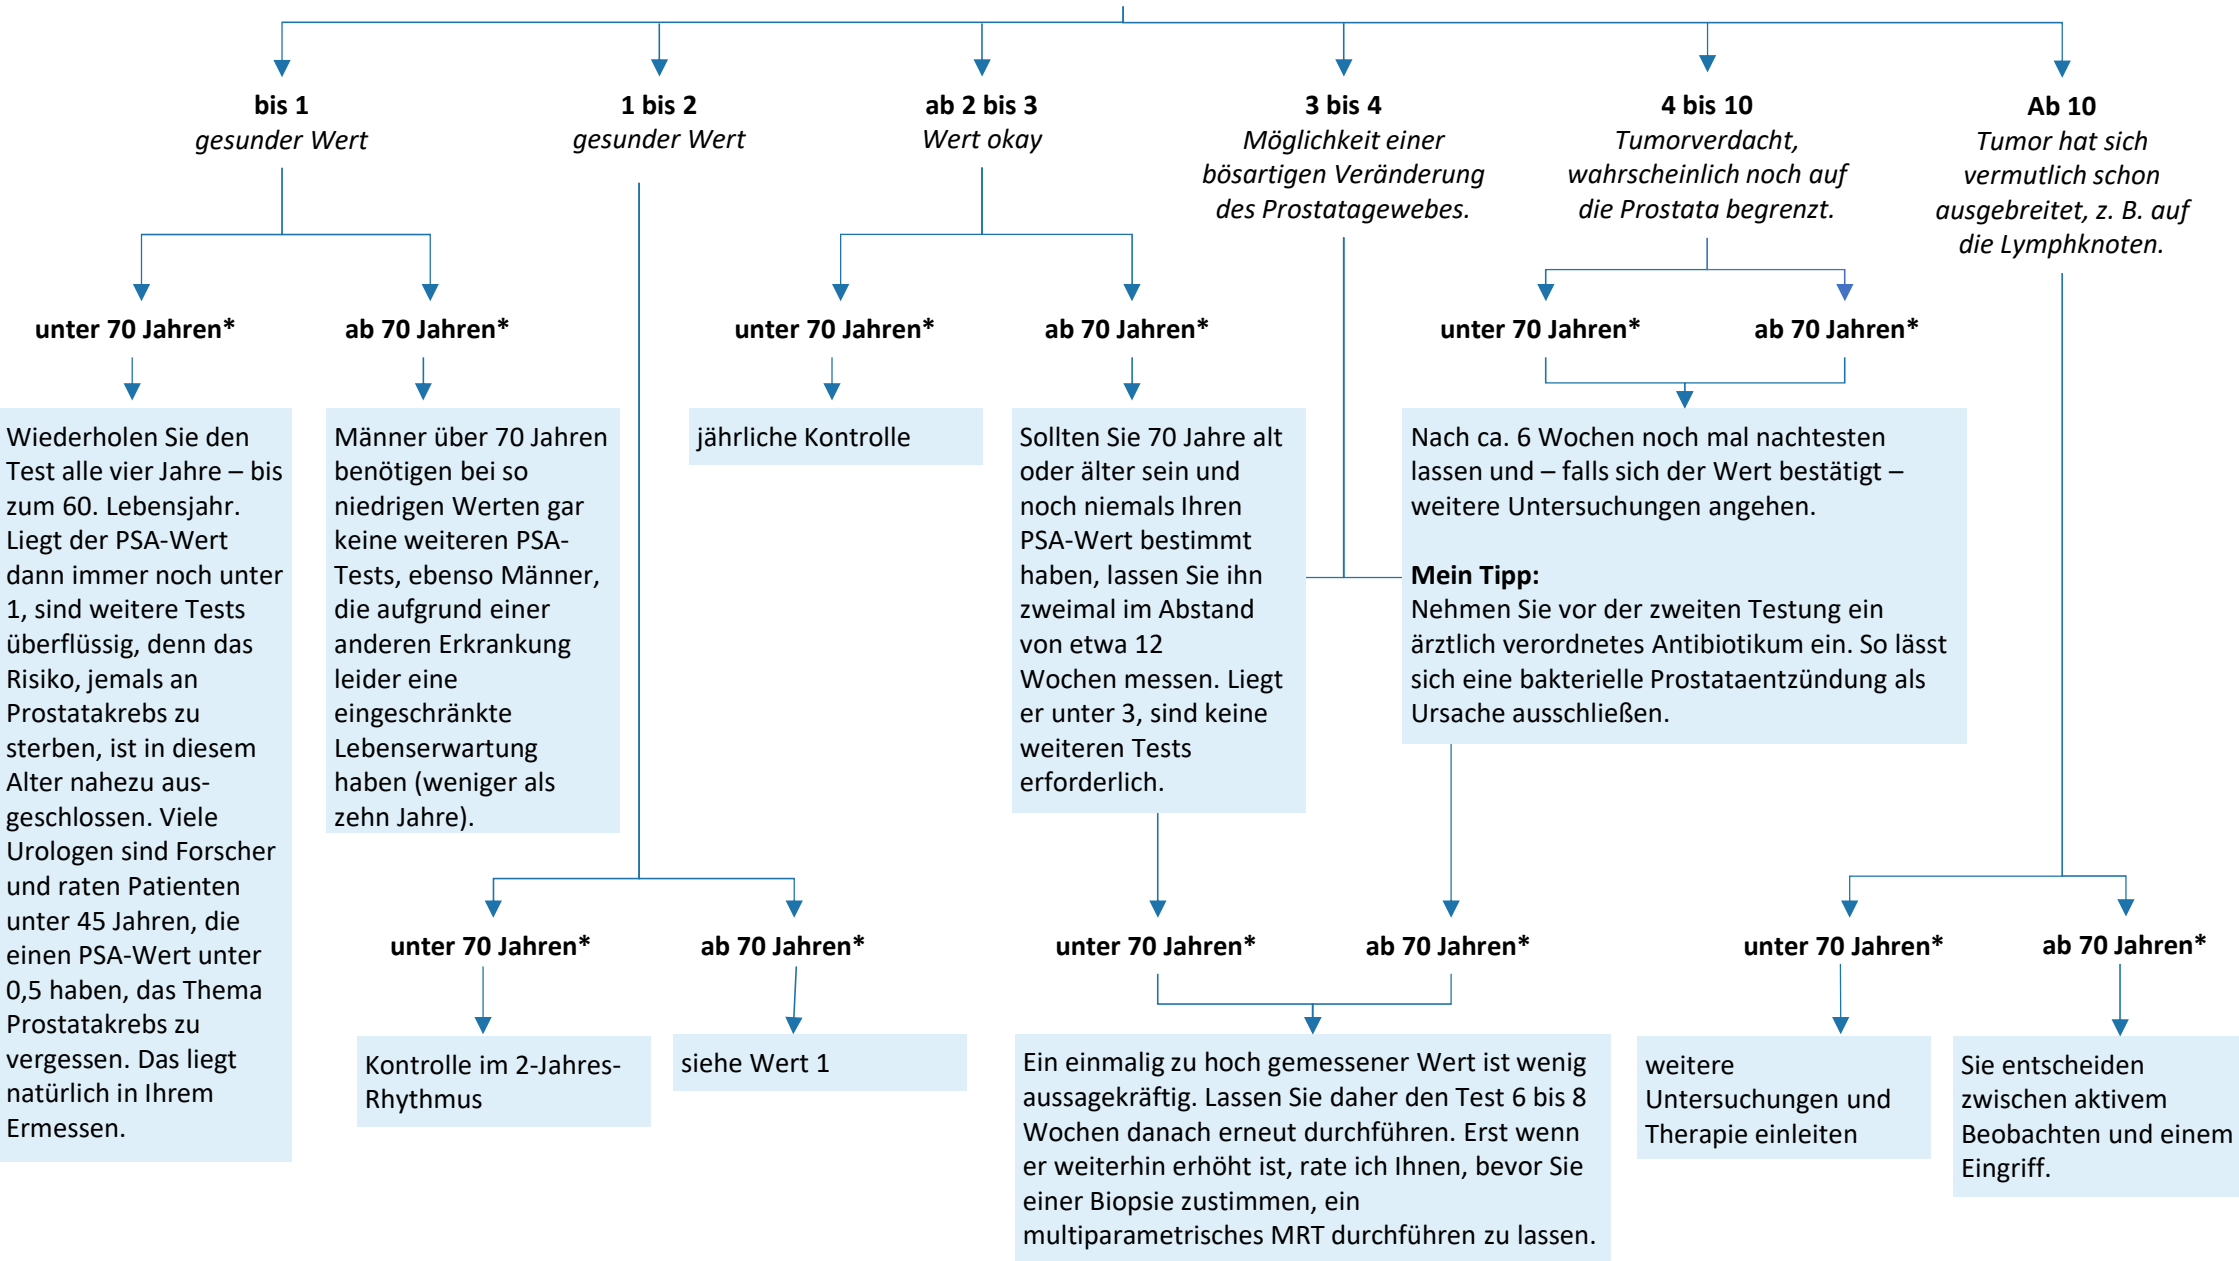 bis 1
gesunder Wert
1 bis 2
gesunder Wert
ab 2 bis 3
Wert okay
3 bis 4
Möglichkeit einer
bösartigen Veränderung
des Prostatagewebes.
4 bis 10
Tumorverdacht,
wahrscheinlich noch auf
die Prostata begrenzt.
Ab 10
Tumor hat sich
vermutlich schon
ausgebreitet, z. B. auf
die Lymphknoten.
unter 70 Jahren*
ab 70 Jahren*
unter 70 Jahren*
ab 70 Jahren*
unter 70 Jahren*
ab 70 Jahren*
Wiederholen Sie den
Test alle vier Jahre – bis
zum 60. Lebensjahr.
Liegt der PSA-Wert
dann immer noch unter
1, sind weitere Tests
überflüssig, denn das
Risiko, jemals an
Prostatakrebs zu
sterben, ist in diesem
Alter nahezu aus-
geschlossen. Viele
Urologen sind Forscher
und raten Patienten
unter 45 Jahren, die
einen PSA-Wert unter
0,5 haben, das Thema
Prostatakrebs zu
vergessen. Das liegt
natürlich in Ihrem
Ermessen.
Männer über 70 Jahren
benötigen bei so
niedrigen Werten gar
keine weiteren PSA-
Tests, ebenso Männer,
die aufgrund einer
anderen Erkrankung
leider eine
eingeschränkte
Lebenserwartung
haben (weniger als
zehn Jahre).
jährliche Kontrolle
Sollten Sie 70 Jahre alt
oder älter sein und
noch niemals Ihren
PSA-Wert bestimmt
haben, lassen Sie ihn
zweimal im Abstand
von etwa 12
Wochen messen. Liegt
er unter 3, sind keine
weiteren Tests
erforderlich.
Nach ca. 6 Wochen noch mal nachtesten
lassen und – falls sich der Wert bestätigt –
weitere Untersuchungen angehen.
Mein Tipp:
Nehmen Sie vor der zweiten Testung ein
ärztlich verordnetes Antibiotikum ein. So lässt
sich eine bakterielle Prostataentzündung als
Ursache ausschließen.
unter 70 Jahren*
ab 70 Jahren*
unter 70 Jahren*
ab 70 Jahren*
unter 70 Jahren*
ab 70 Jahren*
Kontrolle im 2-Jahres-
Rhythmus
siehe Wert 1
Ein einmalig zu hoch gemessener Wert ist wenig
aussagekräftig. Lassen Sie daher den Test 6 bis 8
Wochen danach erneut durchführen. Erst wenn
er weiterhin erhöht ist, rate ich Ihnen, bevor Sie
einer Biopsie zustimmen, ein
multiparametrisches MRT durchführen zu lassen.
weitere
Untersuchungen und
Therapie einleiten
Sie entscheiden
zwischen aktivem
Beobachten und einem
Eingriff.